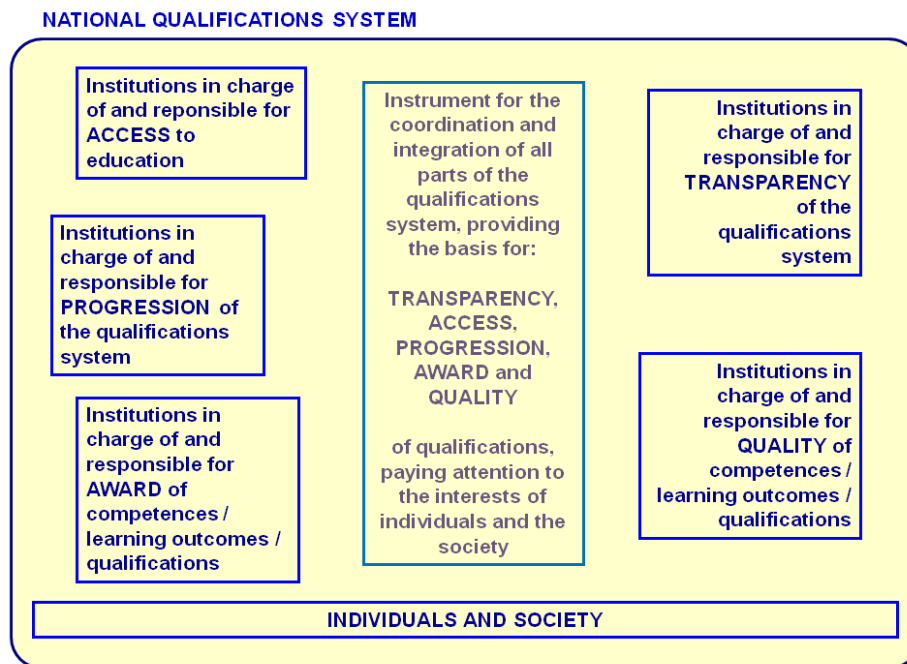 NATIONAL QUALIFICATIONS SYSTEM
Institutions in charge
of and reponsible for
ACCESS to
education
Institutions in
charge of and
responsible for
PROGRESSION of
the qualifications
system
Institutions in
charge of and
responsible for
AWARD of
competences /
learning outcomes /
qualifications
Instrument for the
coordination and
integration of all
parts of the
qualifications
system, providing
the basis for:
TRANSPARENCY,
ACCESS,
PROGRESSION,
AWARD and
QUALITY
of qualifications,
paying attention to
the interests of
individuals and the
society
Institutions in
charge of and
responsible for
TRANSPARENCY
of the
qualifications
system
Institutions in
charge of and
responsible for
QUALITY of
competences /
learning outcomes /
qualifications
INDIVIDUALS AND SOCIETY